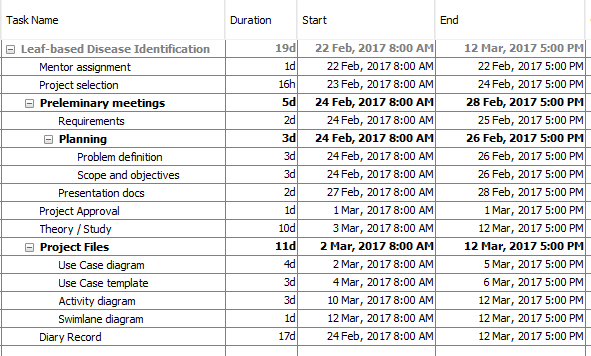 Task Name Duration Start End
Leaf-based Disease Identification 19d 22 Feb, 2017 8:00 AM 12 Mar, 2017 5:00 PM
Mentor assignment 1d 22 Feb, 2017 8:00 AM 22 Feb, 2017 5:00 PM
Project selection 16h 23 Feb, 2017 8:00 AM 24 Feb, 2017 5:00 PM
Preleminary meetings 5d 24 Feb, 2017 8:00 AM 28 Feb, 2017 5:00 PM
Requirements 2d 24 Feb, 2017 8:00 AM 25 Feb, 2017 5:00 PM
Planning 3d 24 Feb, 2017 8:00 AM 26 Feb, 2017 5:00 PM
Problem definition 3d 24 Feb, 2017 8:00 AM 26 Feb, 2017 5:00 PM
Scope and objectives 3d 24 Feb, 2017 8:00 AM 26 Feb, 2017 5:00 PM
Presentation docs 2d 27 Feb, 2017 8:00 AM 28 Feb, 2017 5:00 PM
Project Approval 1d 1 Mar, 2017 8:00 AM 1 Mar, 2017 5:00 PM
Theory / Study 10d 3 Mar, 2017 8:00 AM 12 Mar, 2017 5:00 PM
Project Files 11d 2 Mar, 2017 8:00 AM 12 Mar, 2017 5:00 PM
Use Case diagram 4d 2 Mar, 2017 8:00 AM 5 Mar, 2017 5:00 PM
Use Case template 3d 4 Mar, 2017 8:00 AM 6 Mar, 2017 5:00 PM
Activity diagram 3d 10 Mar, 2017 8:00 AM 12 Mar, 2017 5:00 PM
Swimlane diagram 1d 12 Mar, 2017 8:00 AM 12 Mar, 2017 5:00 PM
Diary Record 17d 24 Feb, 2017 8:00 AM 12 Mar, 2017 5:00 PM